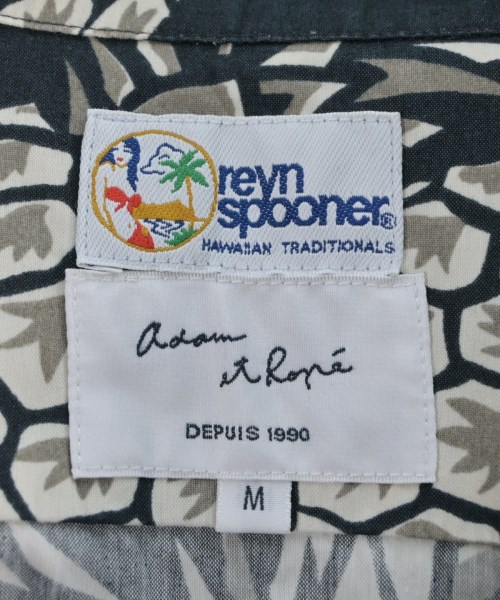 reyn
spooner®
HAWAIIAN TRADITIONALS
adam
et Ropé
DEPUIS 1990
M